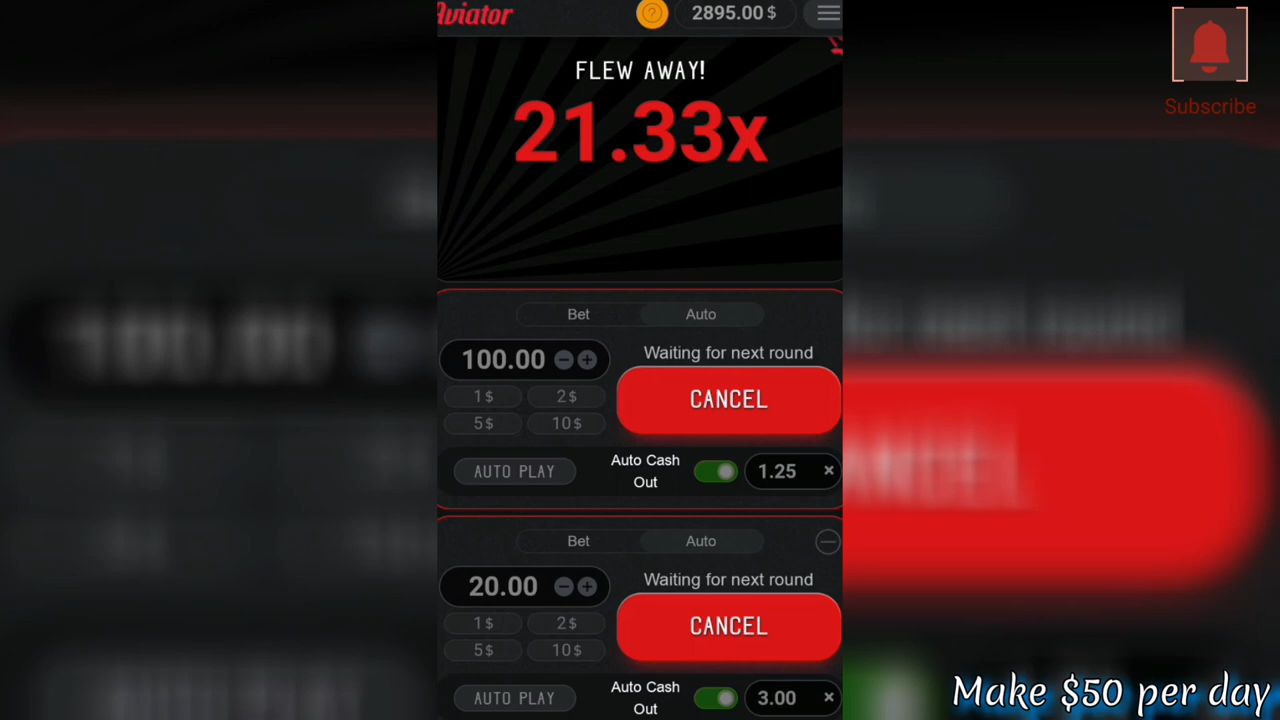 Aviator
2895.00 $
Subscribe
FLEW AWAY!
21.33x
Bet
Auto
100.00
Waiting for next round
1$
2$
CANCEL
5$
10$
AUTO PLAY
Auto Cash
Out
1.25
×
Bet
Auto
20.00
Waiting for next round
1$
2$
CANCEL
5$
10$
AUTO PLAY
Auto Cash
Out
3.00
×
Make $50 per day